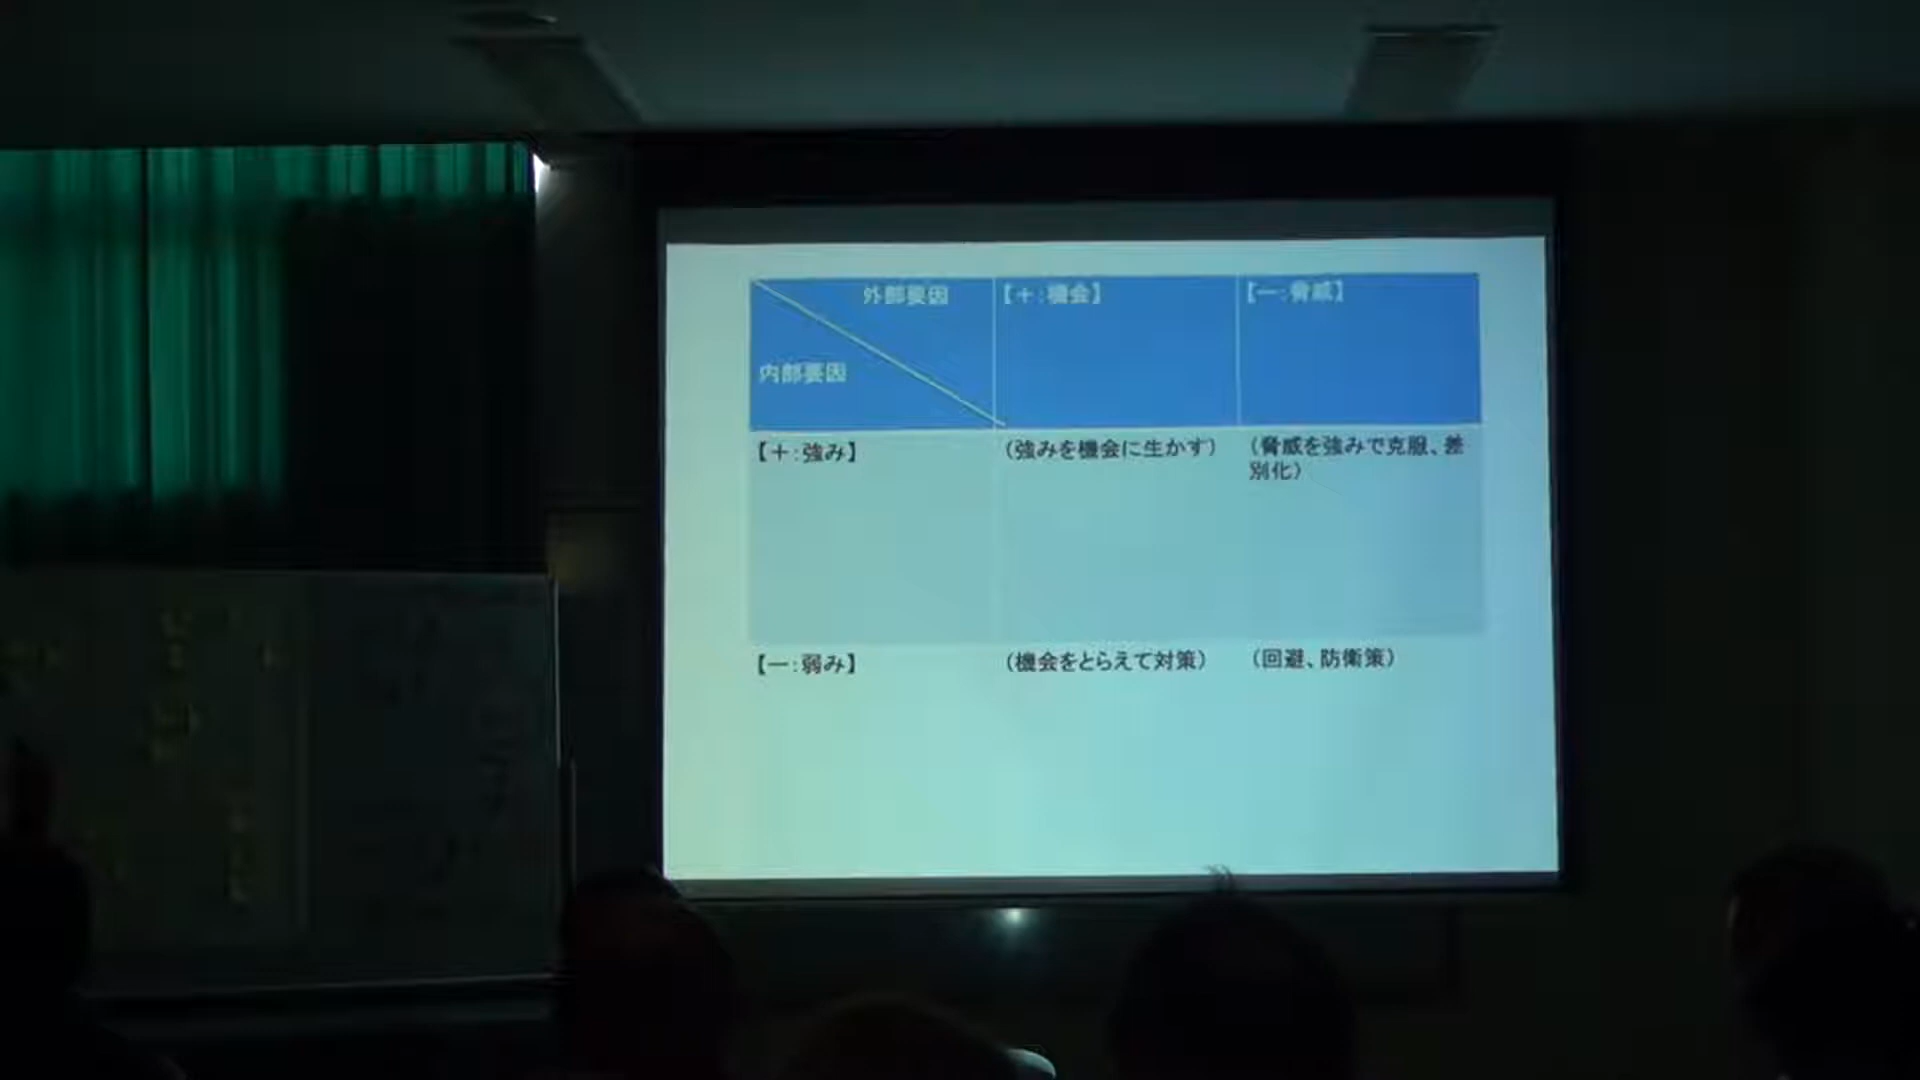 外部要因
【＋：機会】
【－：脅威】
内部要因
【＋：強み】
（強みを機会に生かす）
（脅威を強みで克服、差
別化）
【－：弱み】
（機会をとらえて対策）
（回避、防衛策）